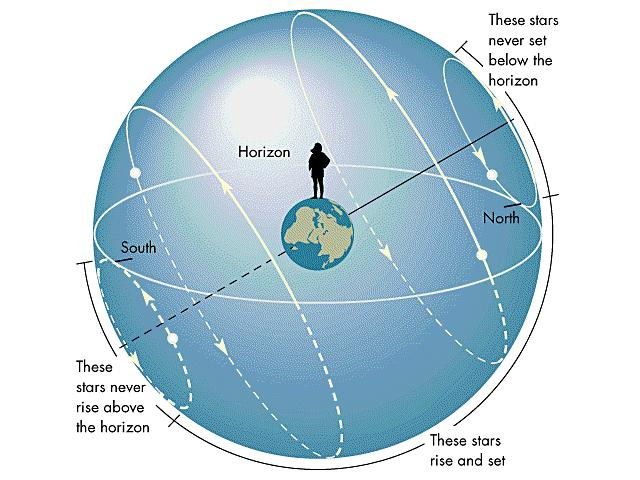 These stars
never set
below the
horizon
Horizon
North
South
These
stars never
rise above
the horizon
These stars
rise and set